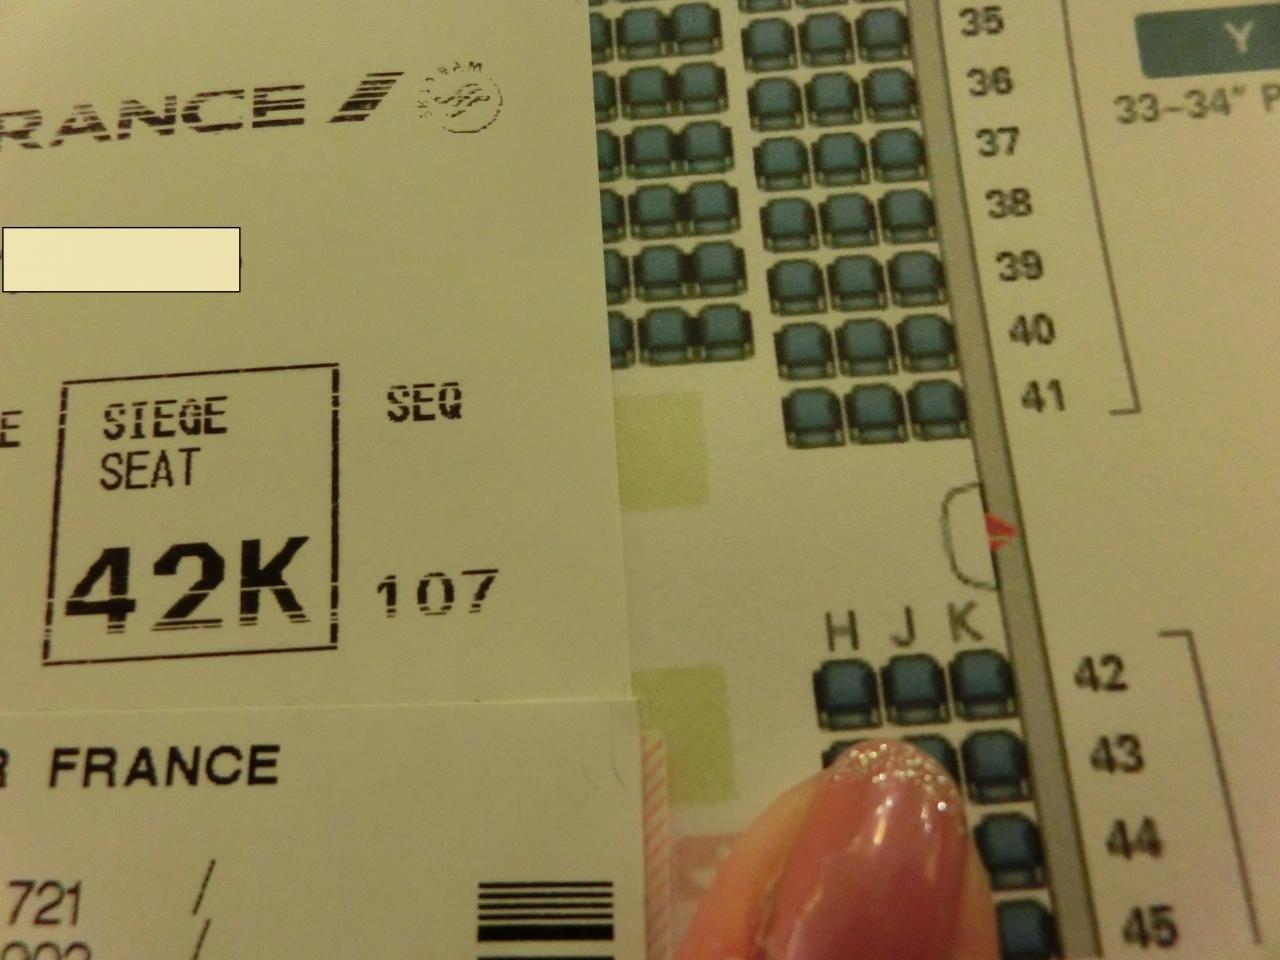 RANCE
SKYTEAM
SIEGE
SEAT
42K
SEQ
107
R FRANCE
721
/
/
35
36
37
38
39
40
41
H J K
42
43
44
45
Y
33-34" P